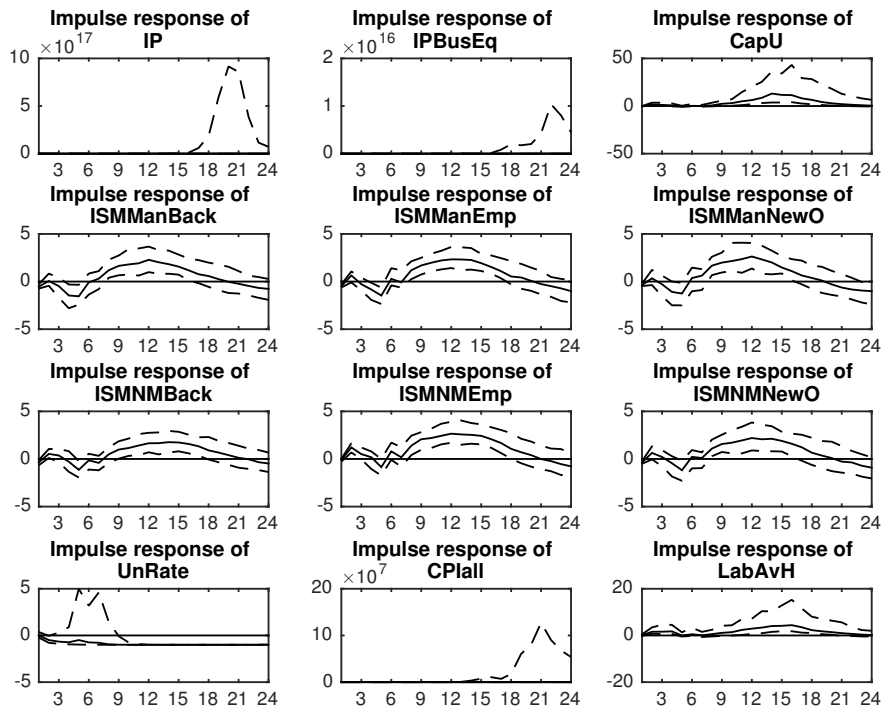 Impulse response of Impulse response of Impulse response of
IP IPBusEq CapU
×10^17 ×10^16
10 2 50
5 1 0
0 0 -50
3 6 9 12 15 18 21 24 3 6 9 12 15 18 21 24 3 6 9 12 15 18 21 24
Impulse response of Impulse response of Impulse response of
ISMManBack ISMManEmp ISMManNewO
5 5 5
0 0 0
-5 -5 -5
3 6 9 12 15 18 21 24 3 6 9 12 15 18 21 24 3 6 9 12 15 18 21 24
Impulse response of Impulse response of Impulse response of
ISMNMBack ISMNMEmp ISMNMNewO
5 5 5
0 0 0
-5 -5 -5
3 6 9 12 15 18 21 24 3 6 9 12 15 18 21 24 3 6 9 12 15 18 21 24
Impulse response of Impulse response of Impulse response of
UnRate CPIall LabAvH
×10^7
5 20 20
0 10 0
-5 0 -20
3 6 9 12 15 18 21 24 3 6 9 12 15 18 21 24 3 6 9 12 15 18 21 24